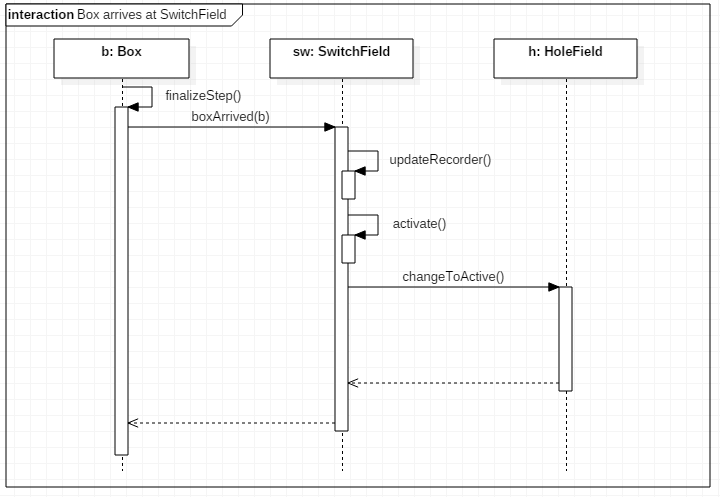 interaction Box arrives at SwitchField
b: Box
sw: SwitchField
h: HoleField
finalizeStep()
boxArrived(b)
updateRecorder()
activate()
changeToActive()